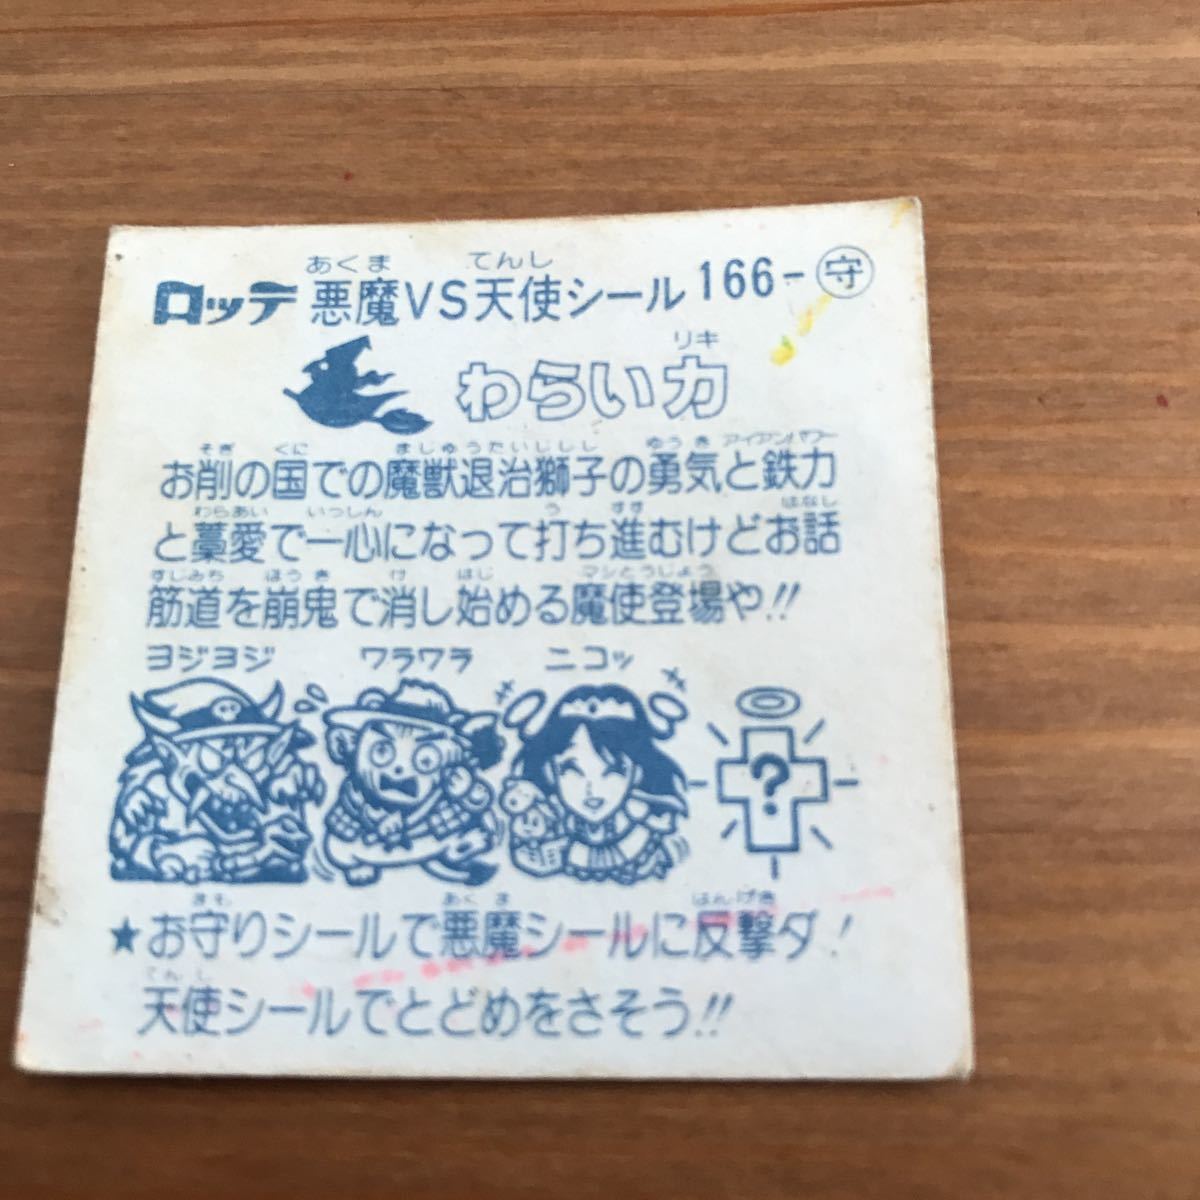 あくま てんし
ロッテ 悪魔VS天使シール 166-守
リキ
わらい力
そぎ くに まじゅうたいじしし ゆうき アイアンパワー
お削の国での魔獣退治獅子の勇気と鉄力
わらあい いっしん う すす はなし
と藁愛で一心になって打ち進むけどお話
すじみち ほうき け はじ マシとうじょう
筋道を崩鬼で消し始める魔使登場や!!
ヨジヨジ ワラワラ ニコッ
?
まも あくま はんげき
★お守りシールで悪魔シールに反撃ダ!
てんし
天使シールでとどめをさそう!!